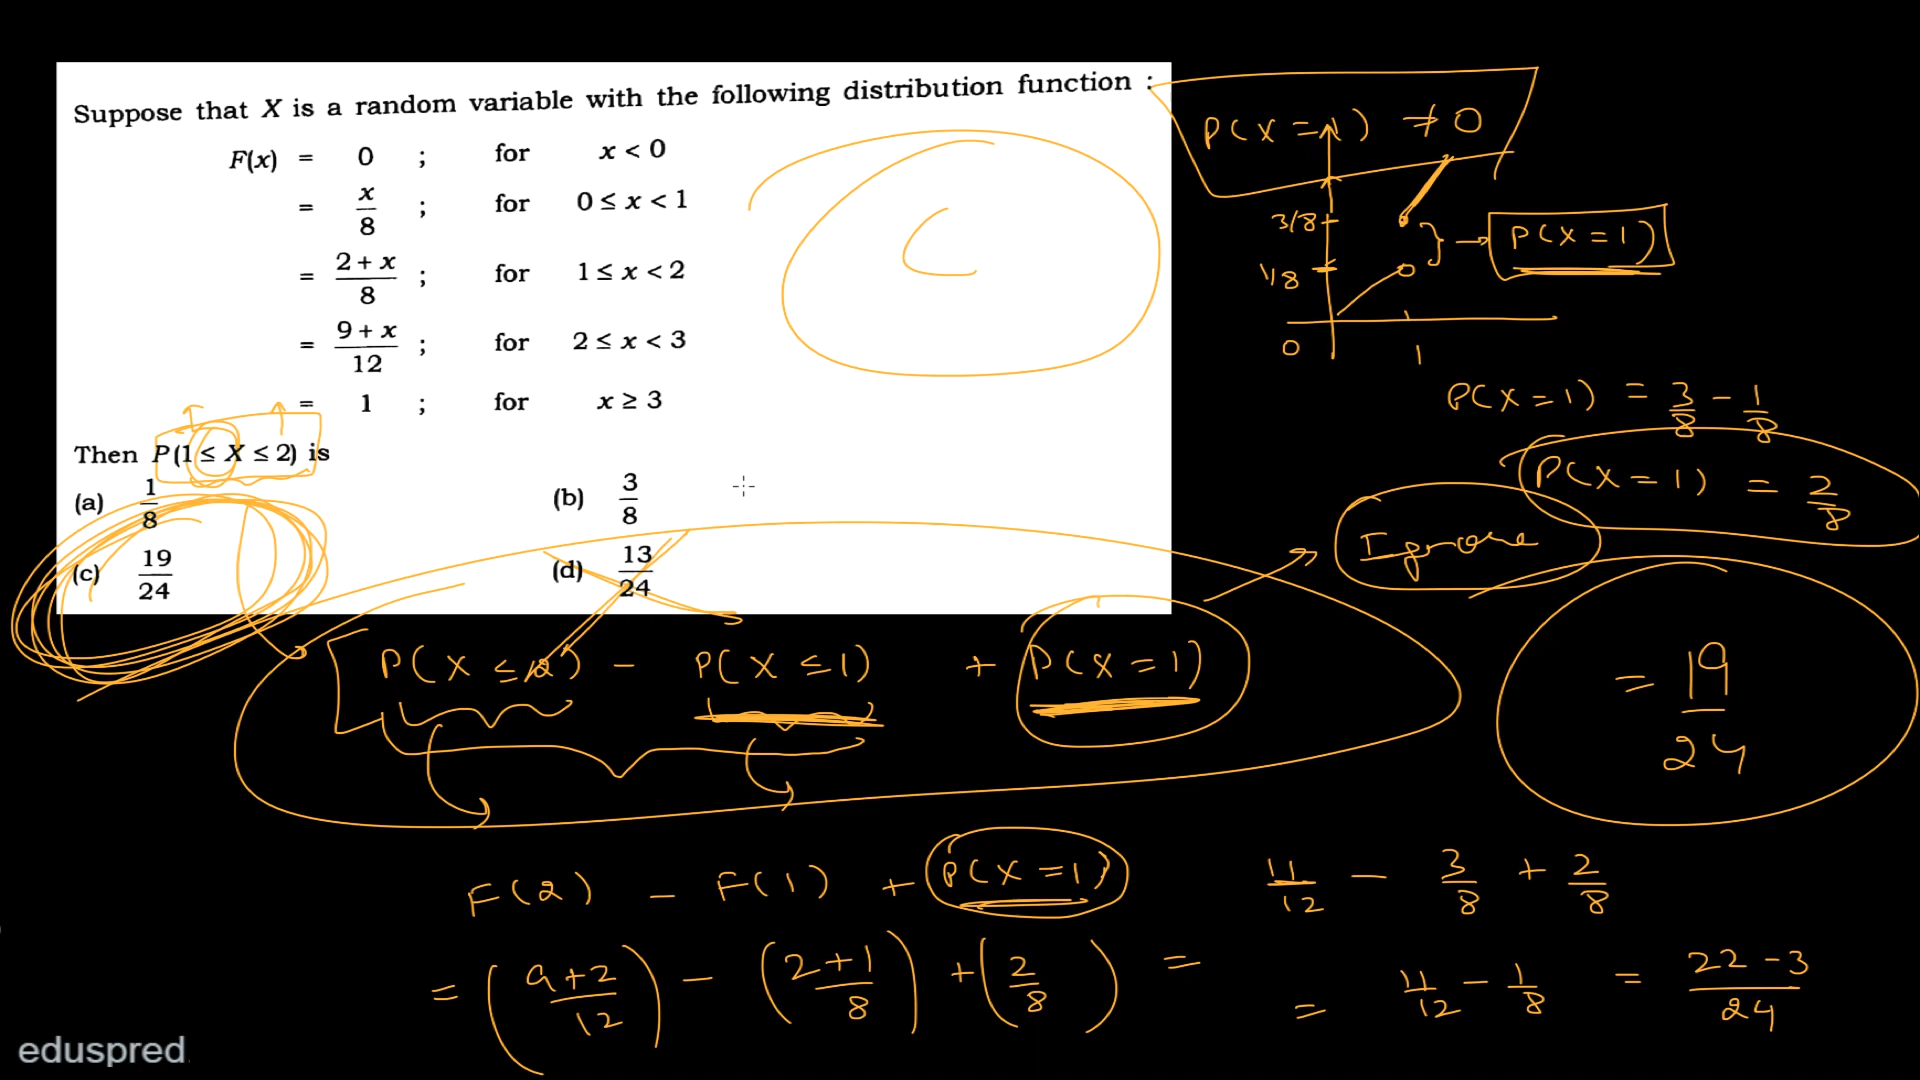 Suppose that X is a random variable with the following distribution function :
F(x) = 0 ; for x < 0
= x/8 ; for 0 ≤ x < 1
= 2 + x/8 ; for 1 ≤ x < 2
= 9 + x/12 ; for 2 ≤ x < 3
= 1 ; for x ≥ 3
Then P(1 ≤ X ≤ 2) is
(a) 1/8 (b) 3/8
(c) 19/24 (d) 13/24
C
P(X = 1) ≠ 0
3/8
1/8
P(X = 1)
0 1
P(X = 1) = 3/8 - 1/8
P(X = 1) = 2/8
Ignore
P(X ≤ 2) - P(X ≤ 1) + P(X = 1)
= 19/24
F(2) - F(1) + P(X = 1)
= (9+2/12) - (2+1/8) + (2/8) =
11/12 - 3/8 + 2/8
= 11/12 - 1/8 = 22-3/24
eduspred